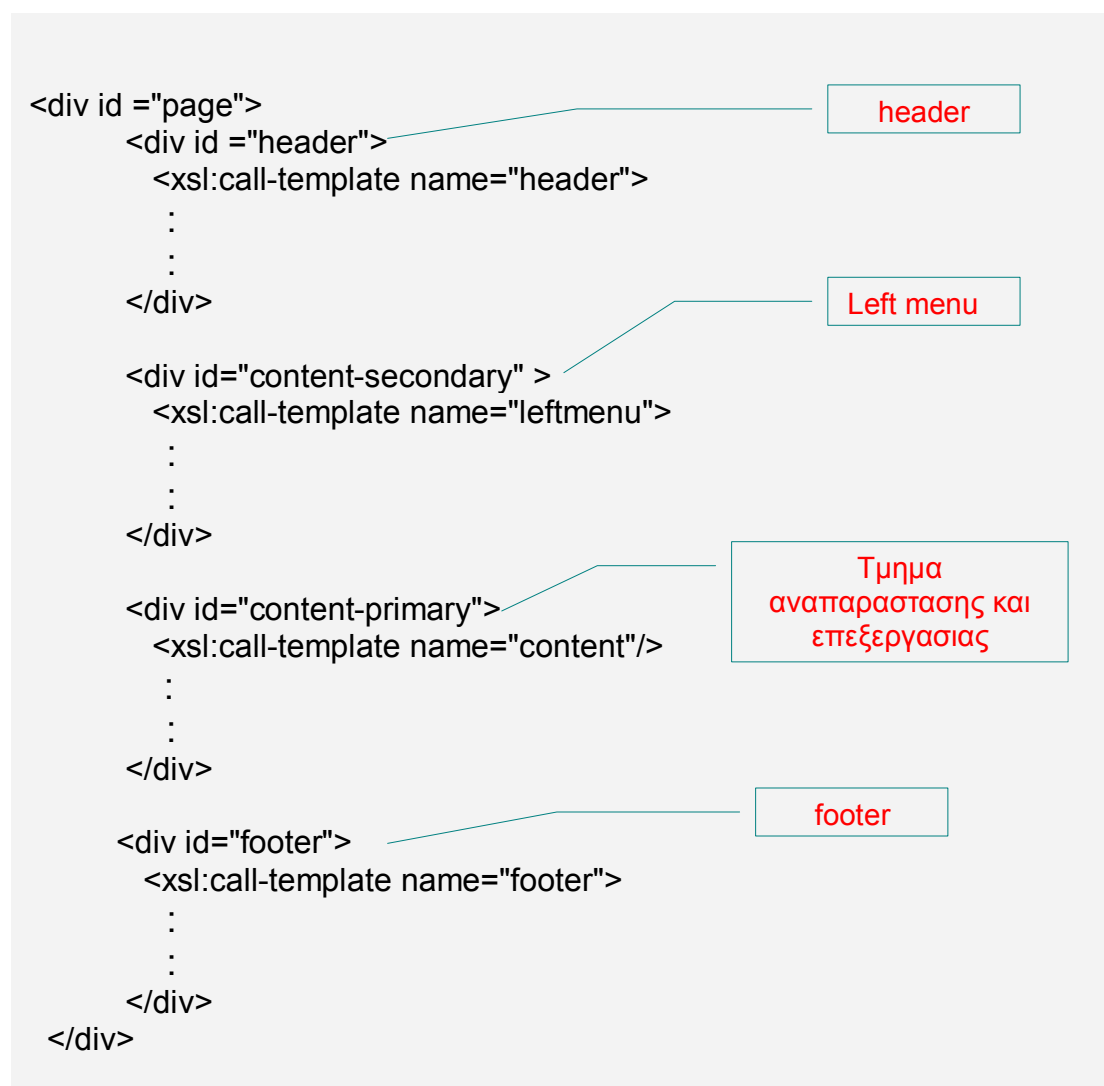 <div id ="page">
header
<div id ="header">
<xsl:call-template name="header">
:
:
</div>
Left menu
<div id="content-secondary" >
<xsl:call-template name="leftmenu">
:
:
</div>
Τμημα
αναπαραστασης και
επεξεργασιας
<div id="content-primary">
<xsl:call-template name="content"/>
:
:
</div>
footer
<div id="footer">
<xsl:call-template name="footer">
:
:
</div>
</div>